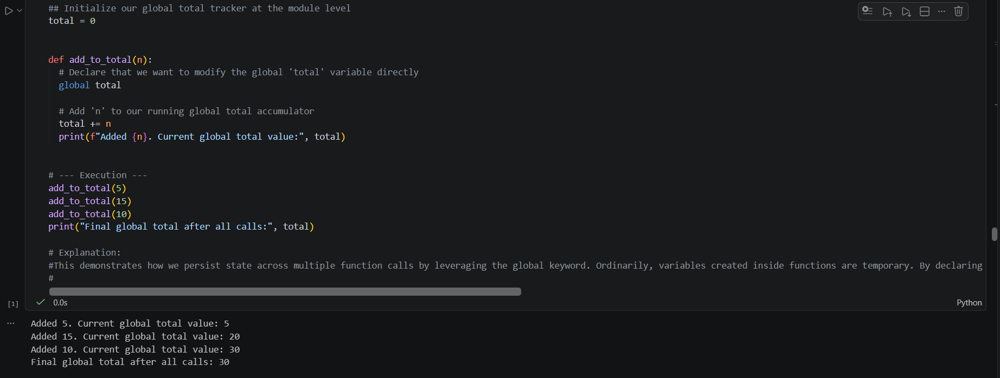 ## Initialize our global total tracker at the module level
total = 0
def add_to_total(n):
# Declare that we want to modify the global 'total' variable directly
global total
# Add 'n' to our running global total accumulator
total += n
print(f"Added {n}. Current global total value:", total)
# --- Execution ---
add_to_total(5)
add_to_total(15)
add_to_total(10)
print("Final global total after all calls:", total)
# Explanation:
#This demonstrates how we persist state across multiple function calls by leveraging the global keyword. Ordinarily, variables created inside functions are temporary. By declaring
#
[1] 0.0s Python
Added 5. Current global total value: 5
Added 15. Current global total value: 20
Added 10. Current global total value: 30
Final global total after all calls: 30